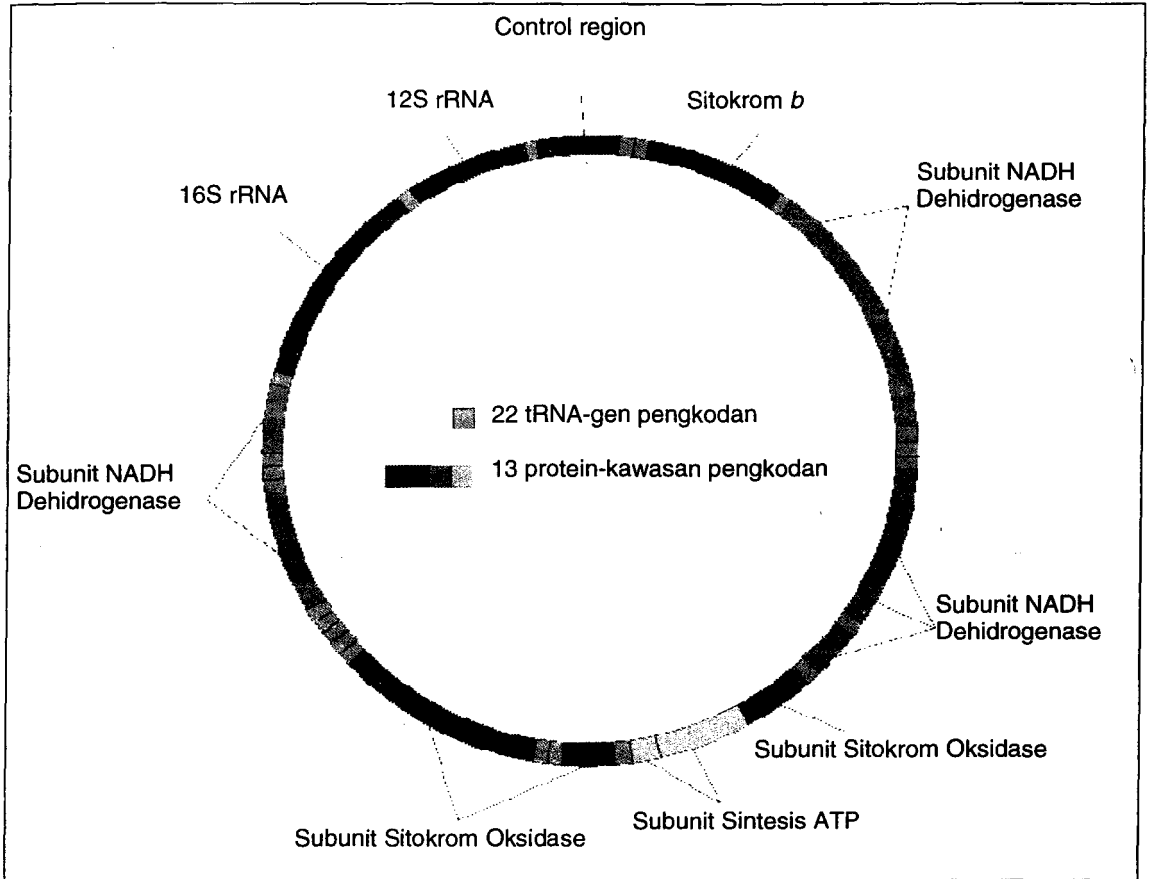 Control region
12S rRNA
Sitokrom b
16S rRNA
Subunit NADH
Dehidrogenase
22 tRNA-gen pengkodan
13 protein-kawasan pengkodan
Subunit NADH
Dehidrogenase
Subunit NADH
Dehidrogenase
Subunit Sitokrom Oksidase
Subunit Sintesis ATP
Subunit Sitokrom Oksidase